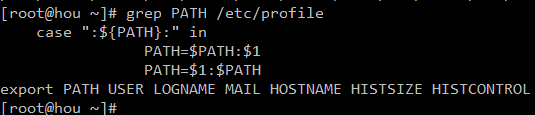 [root@hou ~]# grep PATH /etc/profile
    case ":${PATH}:" in
                PATH=$PATH:$1
                PATH=$1:$PATH
export PATH USER LOGNAME MAIL HOSTNAME HISTSIZE HISTCONTROL
[root@hou ~]#